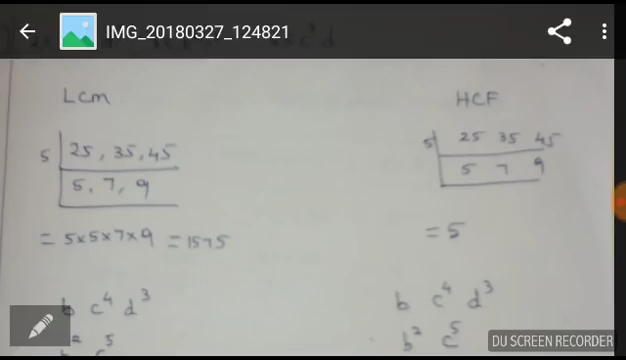 IMG_20180327_124821
LCM
5 | 25, 35, 45
5, 7, 9
= 5×5×7×9 = 1575
b c⁴ d³
HCF
5 | 25 35 45
5 7 9
= 5
b c⁴ d³
b² c⁵
DU SCREEN RECORDER